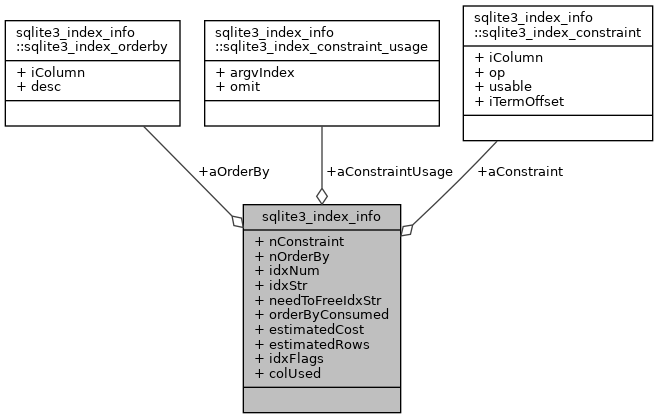 sqlite3_index_info
::sqlite3_index_orderby
+ iColumn
+ desc
sqlite3_index_info
::sqlite3_index_constraint_usage
+ argvIndex
+ omit
sqlite3_index_info
::sqlite3_index_constraint
+ iColumn
+ op
+ usable
+ iTermOffset
+aOrderBy
+aConstraintUsage
+aConstraint
sqlite3_index_info
+ nConstraint
+ nOrderBy
+ idxNum
+ idxStr
+ needToFreeIdxStr
+ orderByConsumed
+ estimatedCost
+ estimatedRows
+ idxFlags
+ colUsed